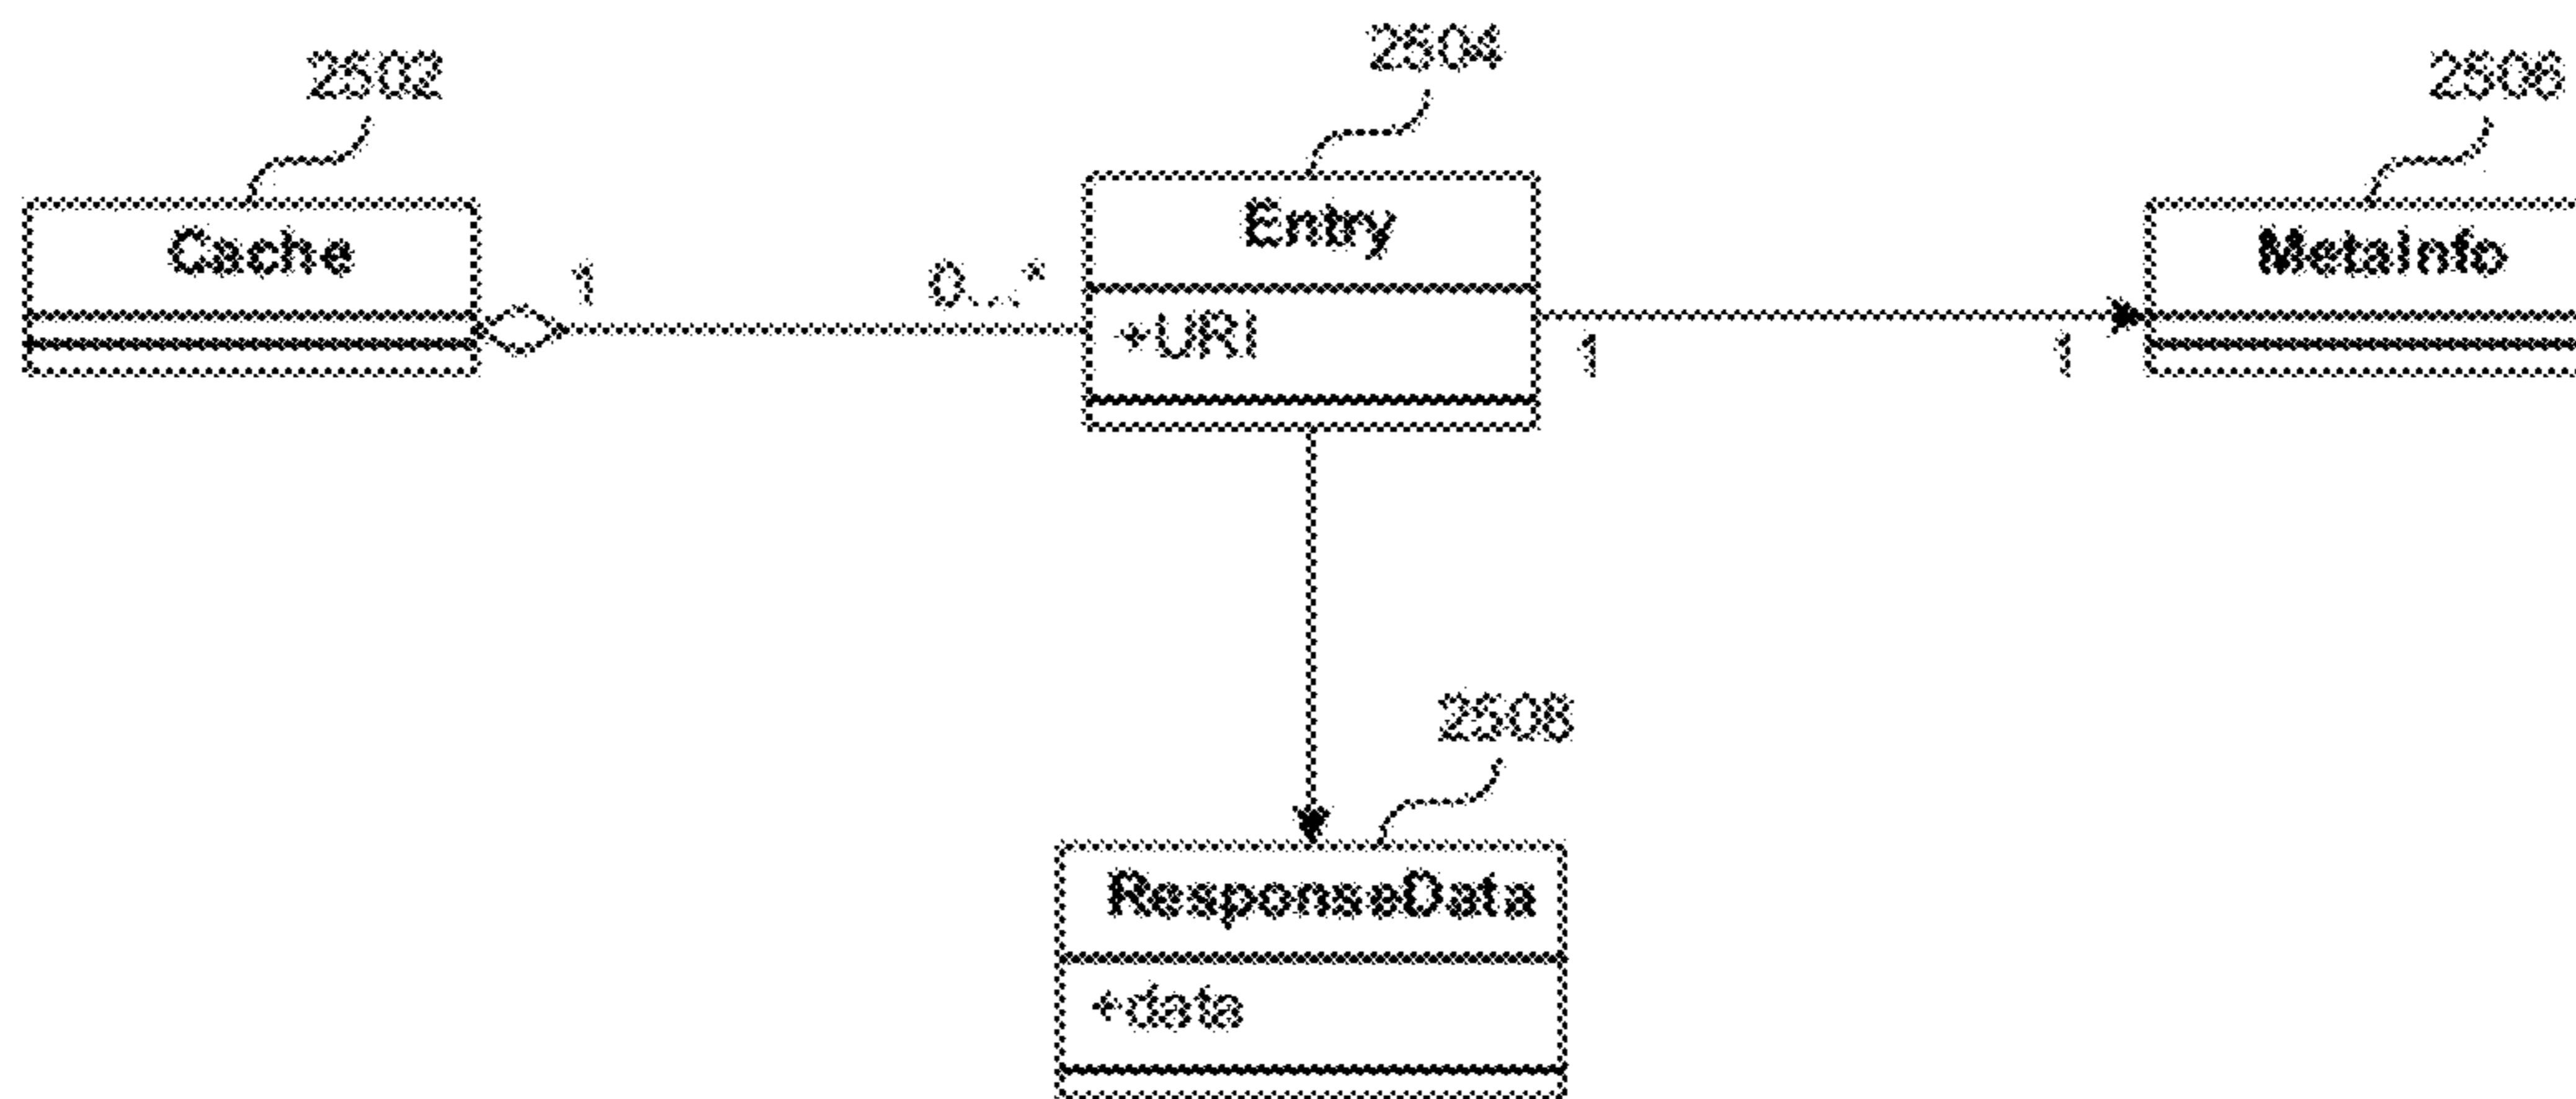 2502
2504
2506
Cache
1
0...*
Entry
+URI
1
1
MetaInfo
2508
ResponseData
+data